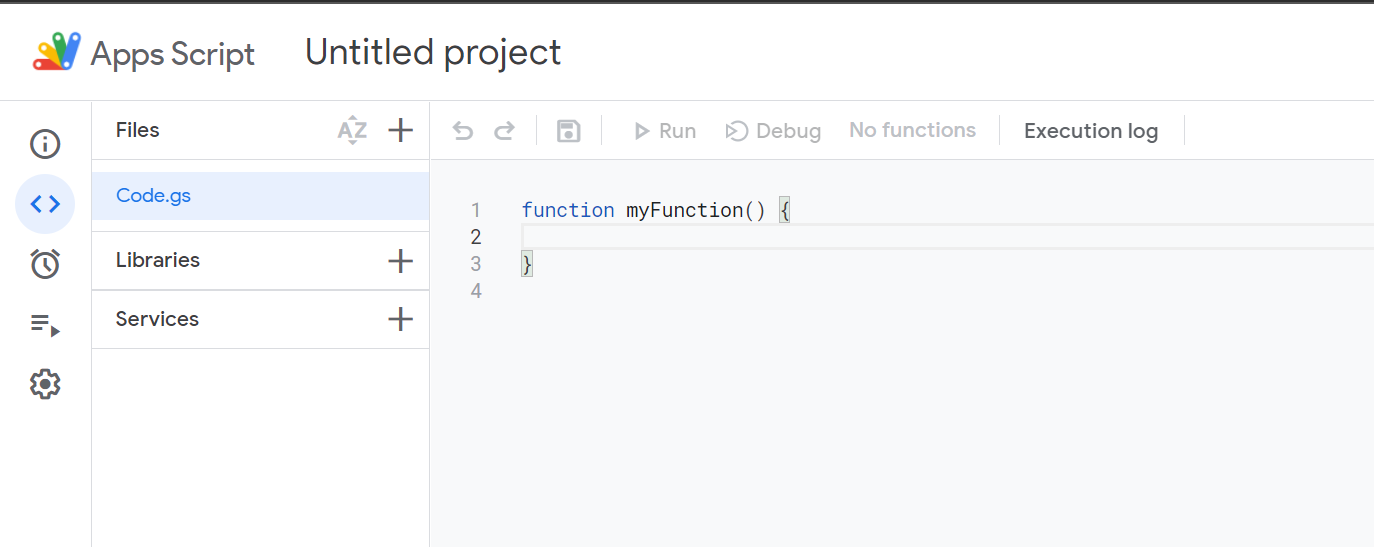 Apps Script Untitled project
Files AZ
Run Debug No functions Execution log
Code.gs
Libraries
Services
1 function myFunction() {
2
3 }
4